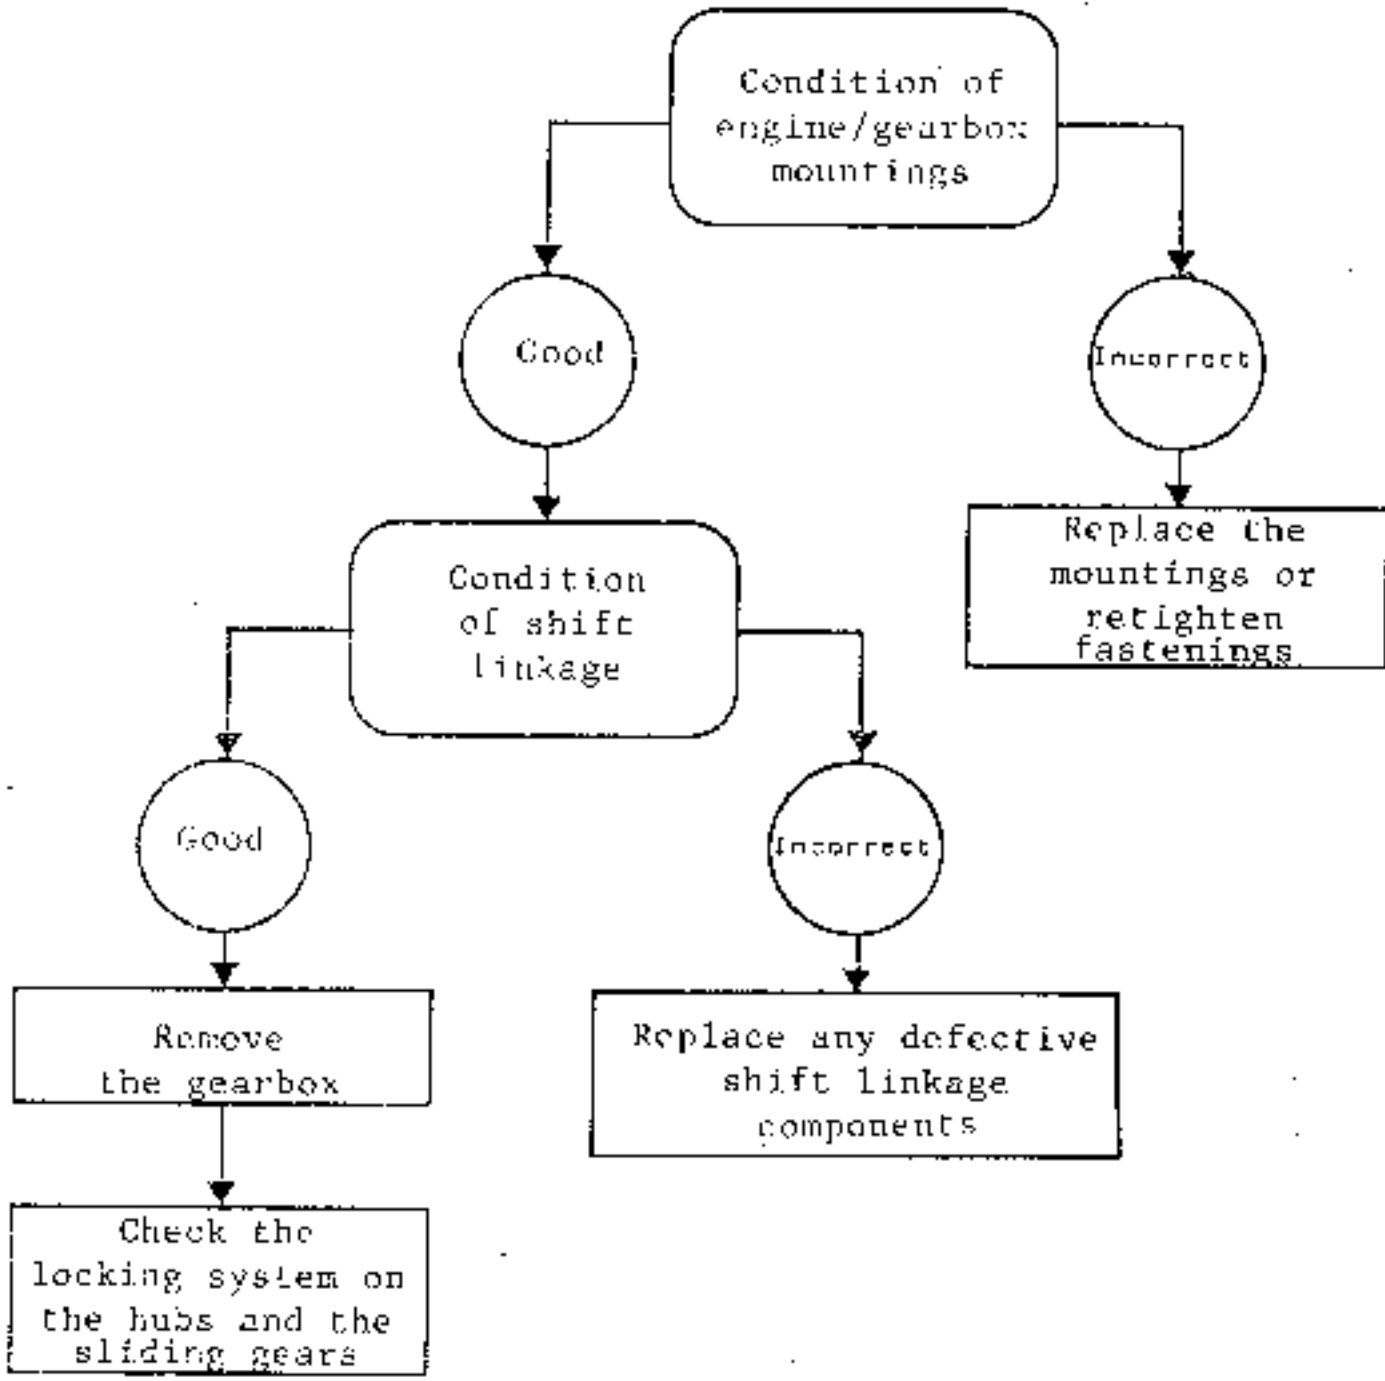 Condition of
engine/gearbox
mountings
Good
Incorrect
Condition
of shift
linkage
Replace the
mountings or
retighten
fastenings
Good
Incorrect
Remove
the gearbox
Replace any defective
shift linkage
components
Check the
locking system on
the hubs and the
sliding gears